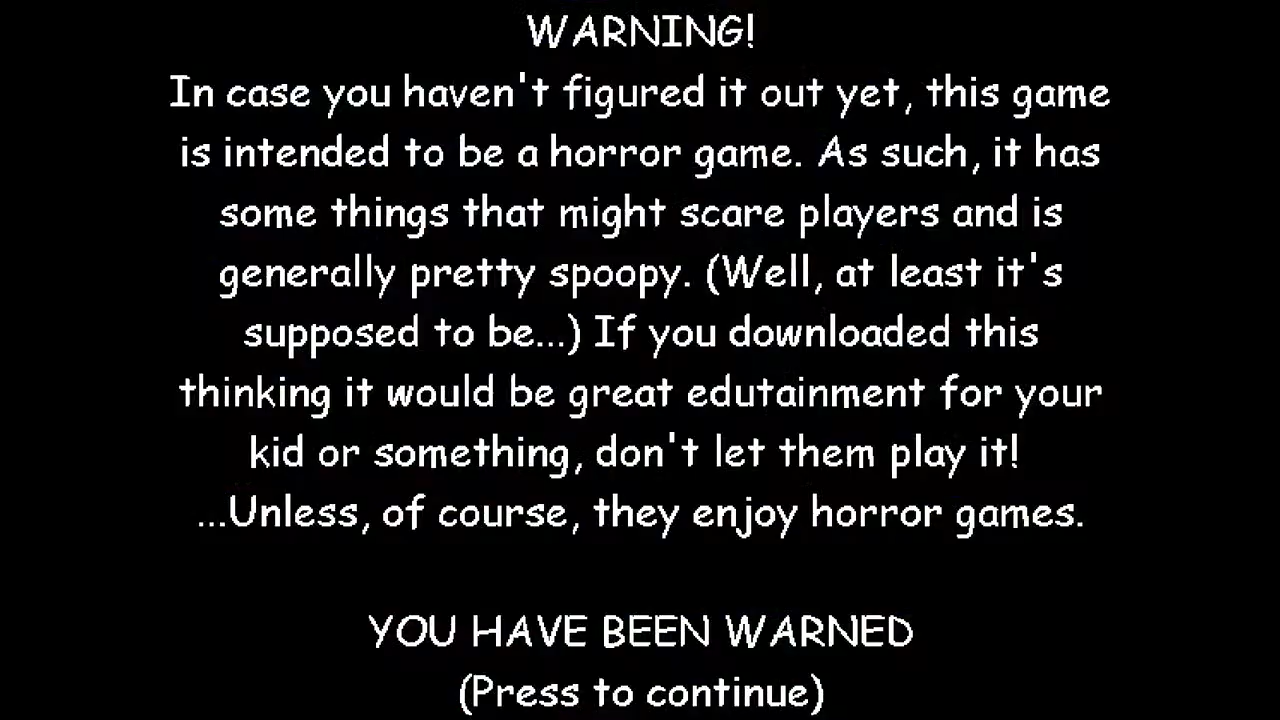 WARNING!
In case you haven't figured it out yet, this game
is intended to be a horror game. As such, it has
some things that might scare players and is
generally pretty spoopy. (Well, at least it's
supposed to be...) If you downloaded this
thinking it would be great edutainment for your
kid or something, don't let them play it!
...Unless, of course, they enjoy horror games.
YOU HAVE BEEN WARNED
(Press to continue)